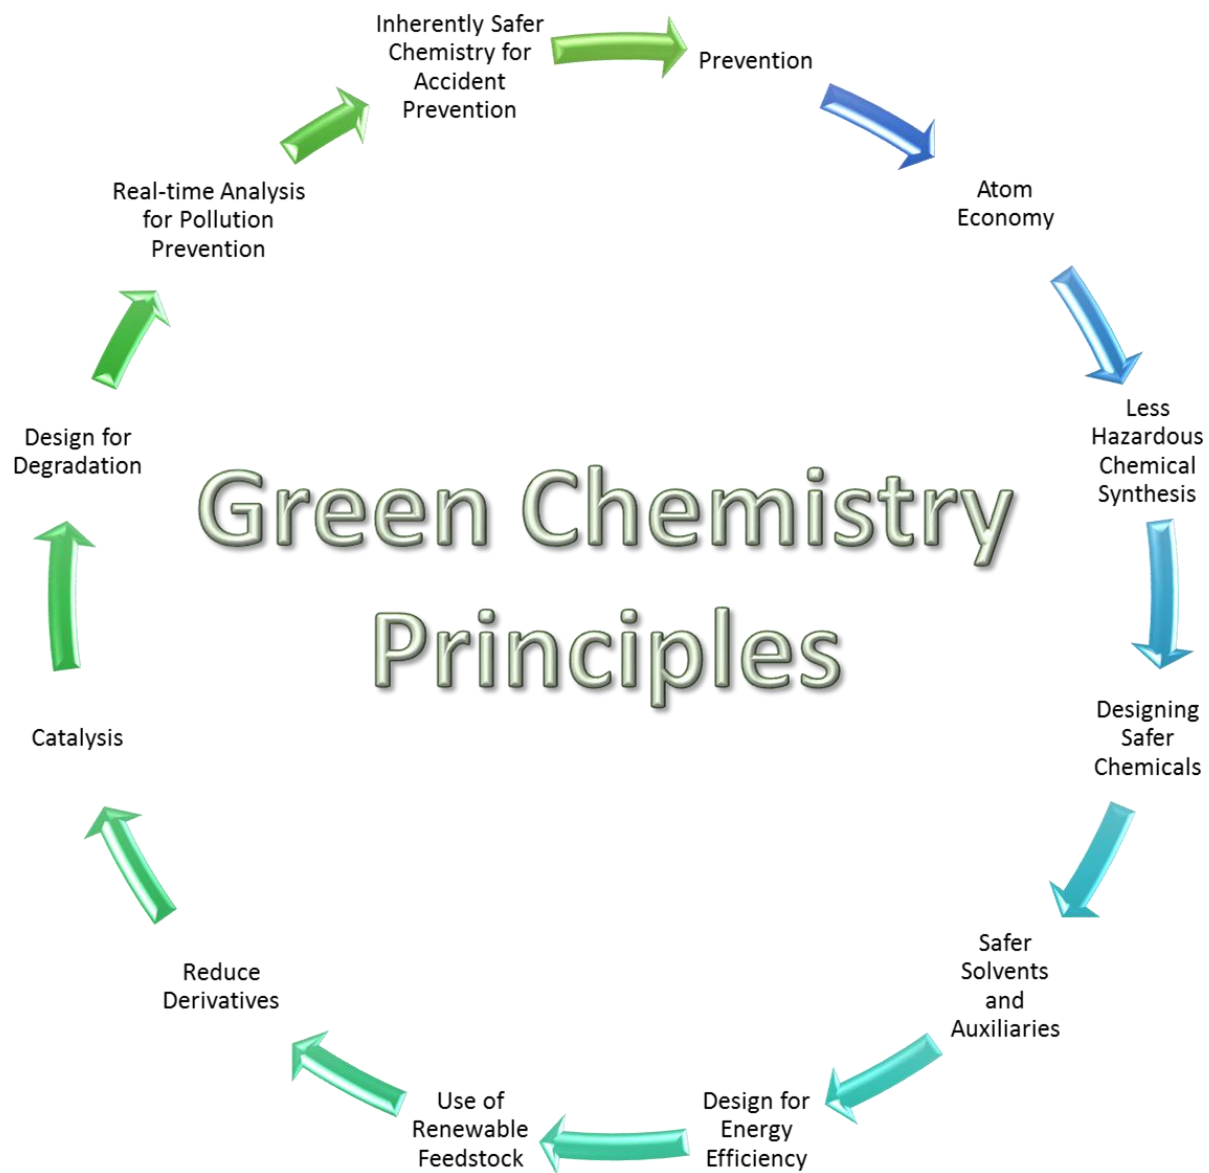 Inherently Safer
Chemistry for
Accident
Prevention
Prevention
Atom
Economy
Less
Hazardous
Chemical
Synthesis
Designing
Safer
Chemicals
Safer
Solvents
and
Auxiliaries
Design for
Energy
Efficiency
Use of
Renewable
Feedstock
Reduce
Derivatives
Catalysis
Design for
Degradation
Real-time Analysis
for Pollution
Prevention
Green Chemistry
Principles